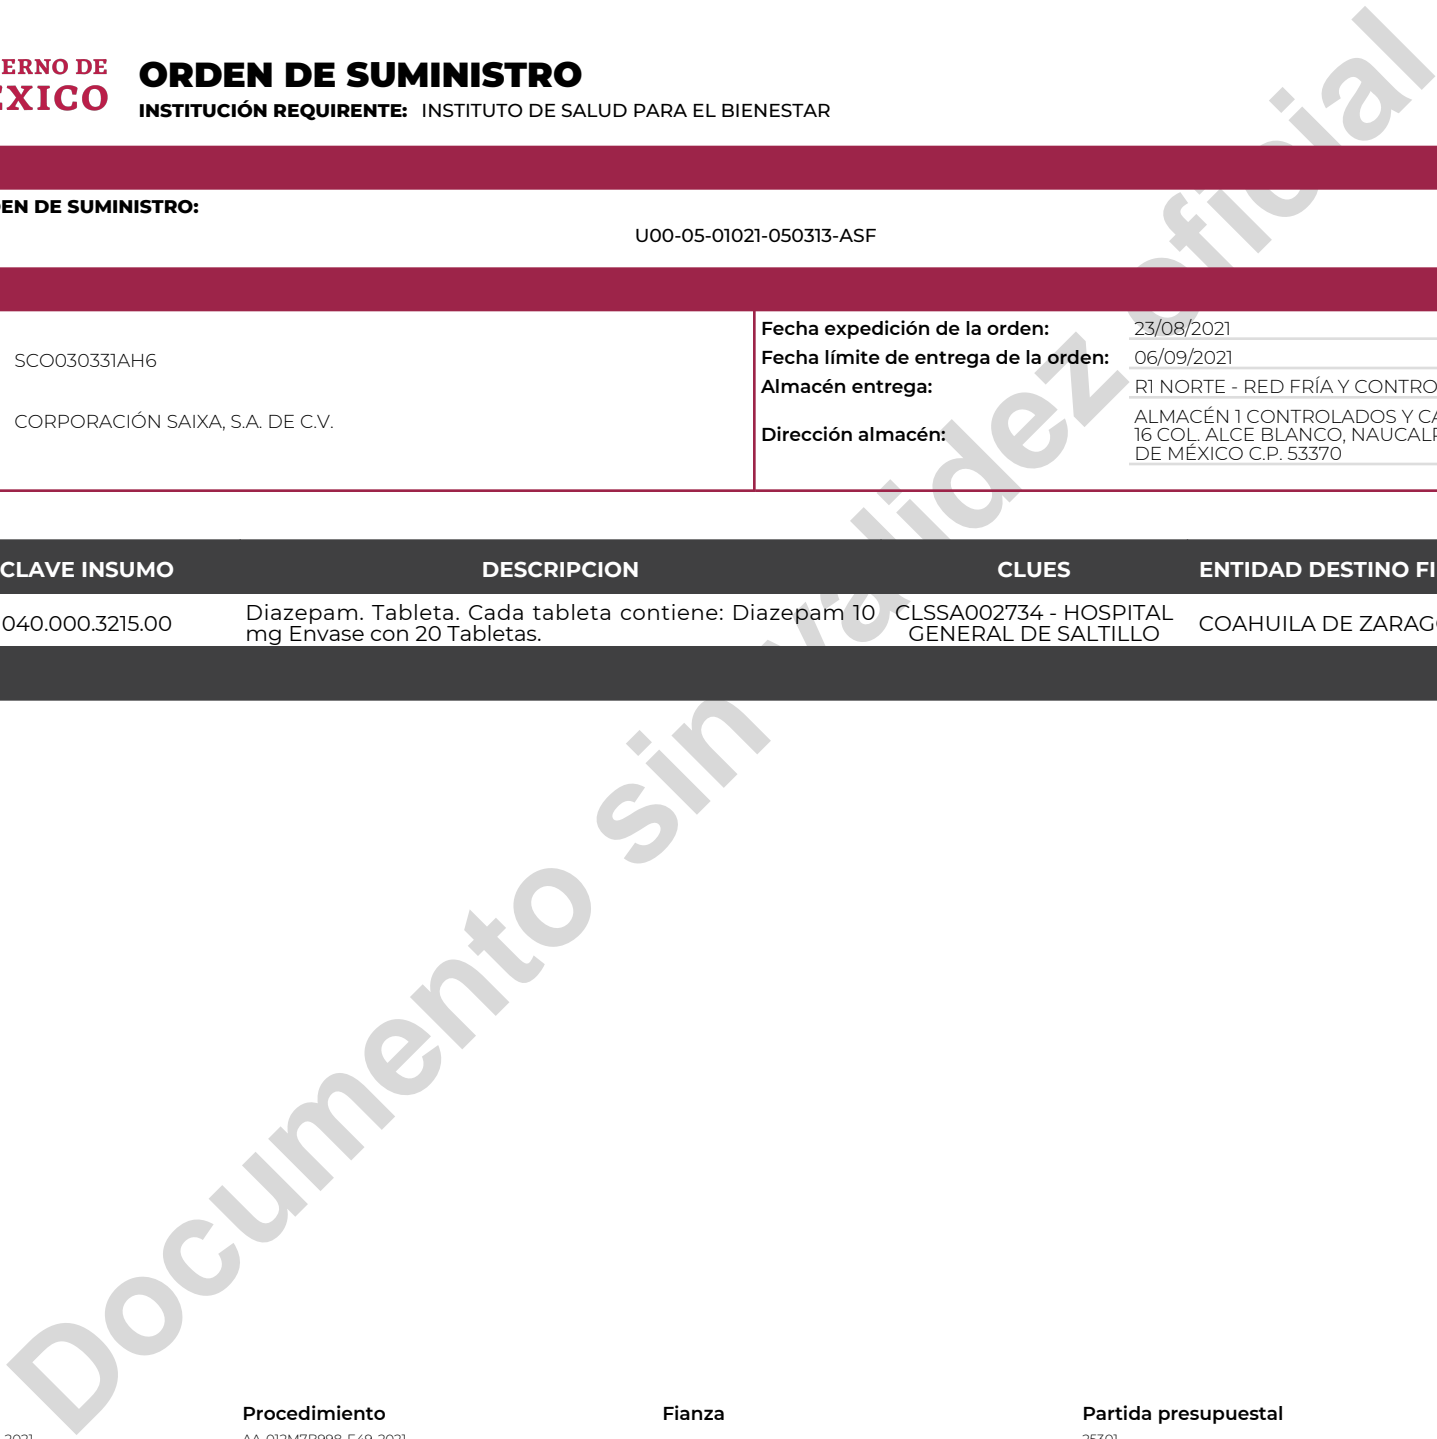 ERNO DE
ÉXICO
ORDEN DE SUMINISTRO
INSTITUCIÓN REQUIRENTE: INSTITUTO DE SALUD PARA EL BIENESTAR
EN DE SUMINISTRO:
U00-05-01021-050313-ASF
SCO030331AH6
CORPORACIÓN SAIXA, S.A. DE C.V.
Fecha expedición de la orden: 23/08/2021
Fecha límite de entrega de la orden: 06/09/2021
Almacén entrega: R1 NORTE - RED FRÍA Y CONTRO
Dirección almacén: ALMACÉN 1 CONTROLADOS Y CA
16 COL. ALCE BLANCO, NAUCALP
DE MÉXICO C.P. 53370
CLAVE INSUMO DESCRIPCION CLUES ENTIDAD DESTINO FI
040.000.3215.00 Diazepam. Tableta. Cada tableta contiene: Diazepam 10 CLSSA002734 - HOSPITAL COAHUILA DE ZARAG
mg Envase con 20 Tabletas. GENERAL DE SALTILLO
Documento sin validez oficial
Procedimiento Fianza Partida presupuestal